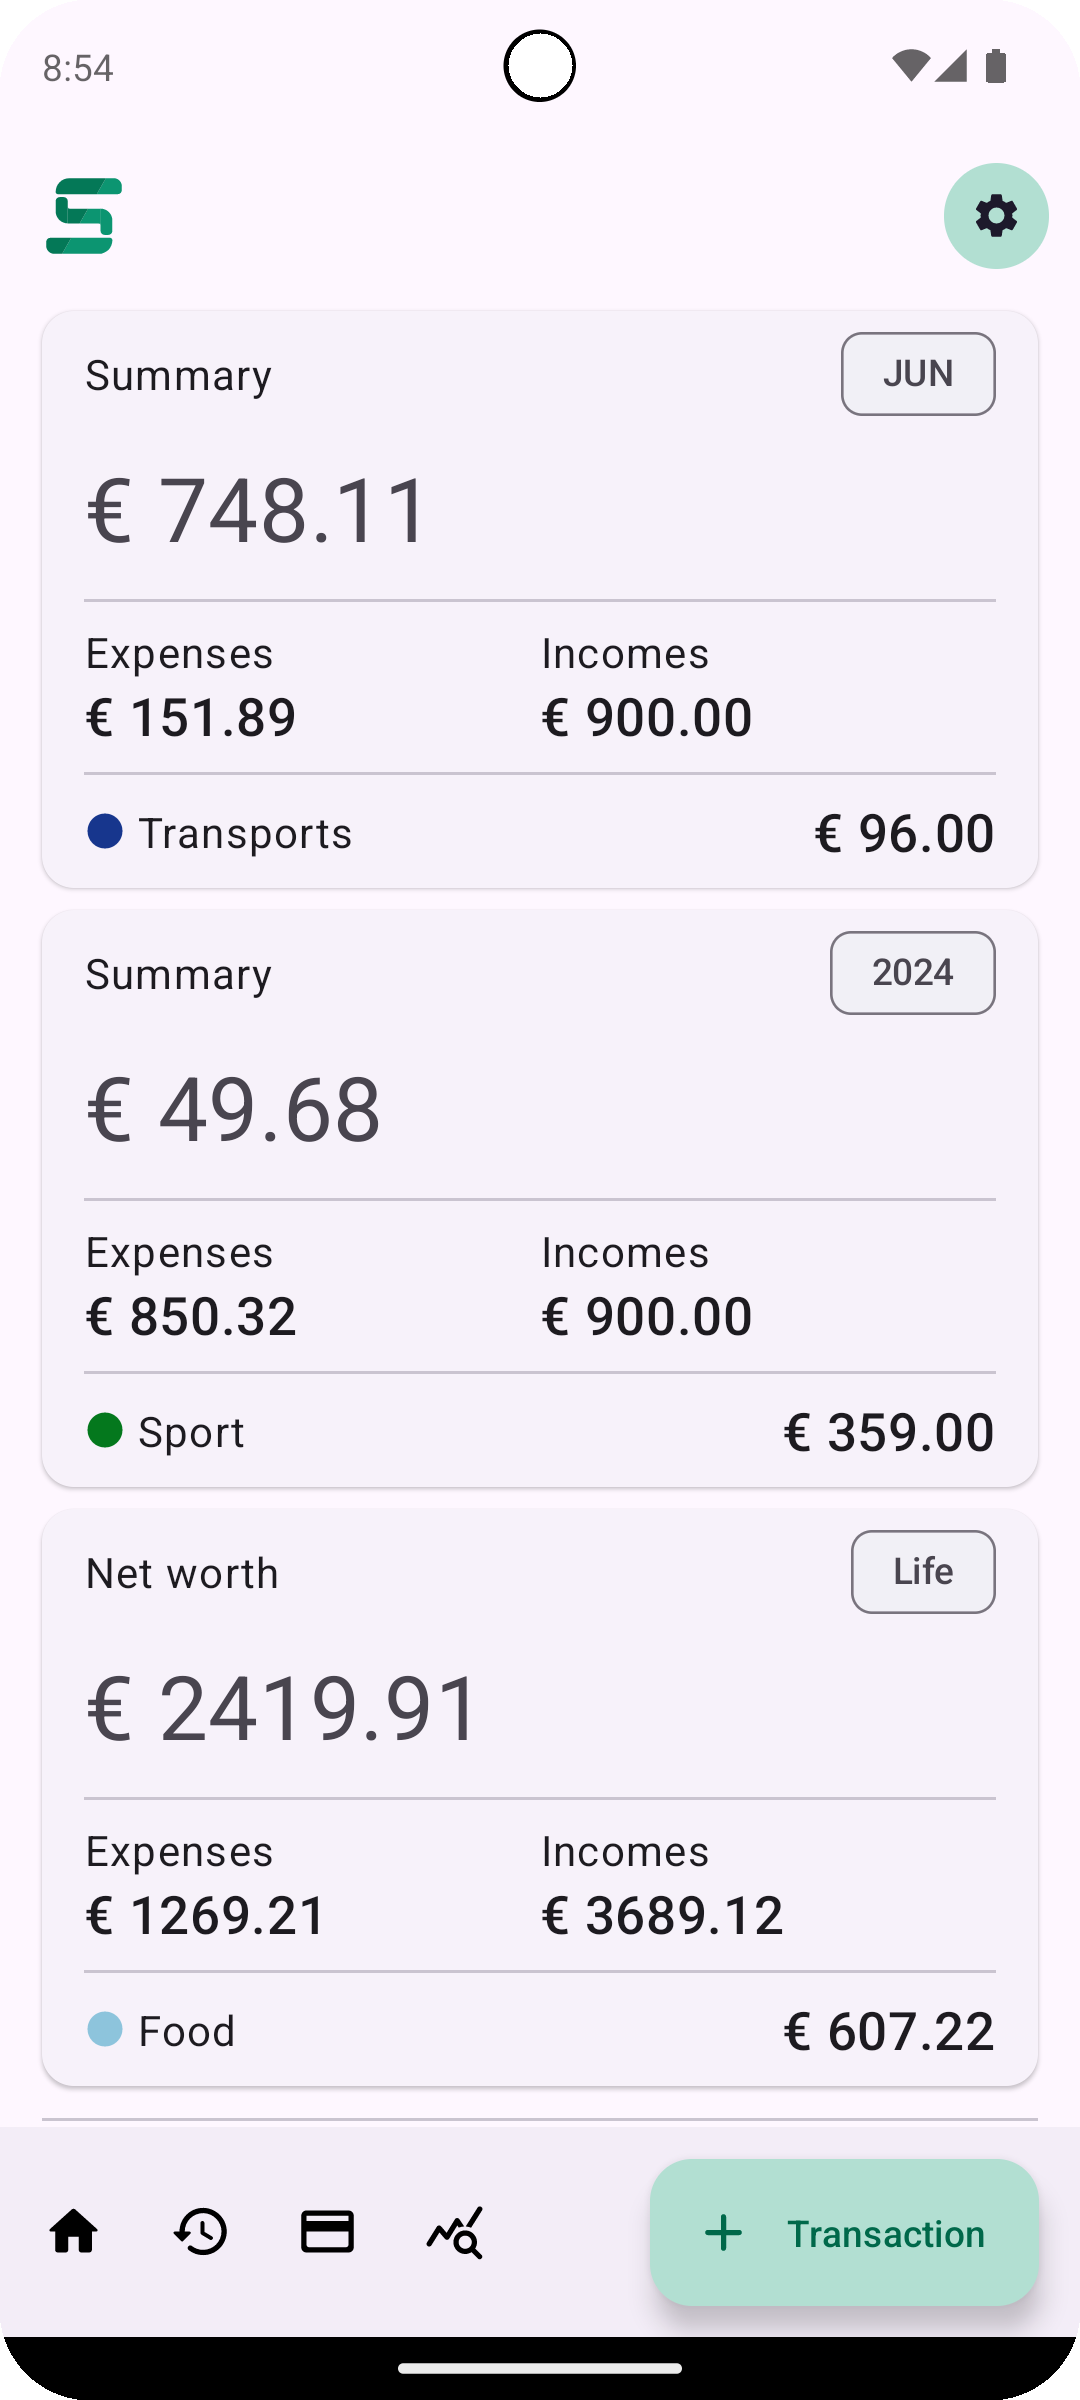 8:54
Summary JUN
€ 748.11
Expenses Incomes
€ 151.89 € 900.00
Transports € 96.00
Summary 2024
€ 49.68
Expenses Incomes
€ 850.32 € 900.00
Sport € 359.00
Net worth Life
€ 2419.91
Expenses Incomes
€ 1269.21 € 3689.12
Food € 607.22
Transaction